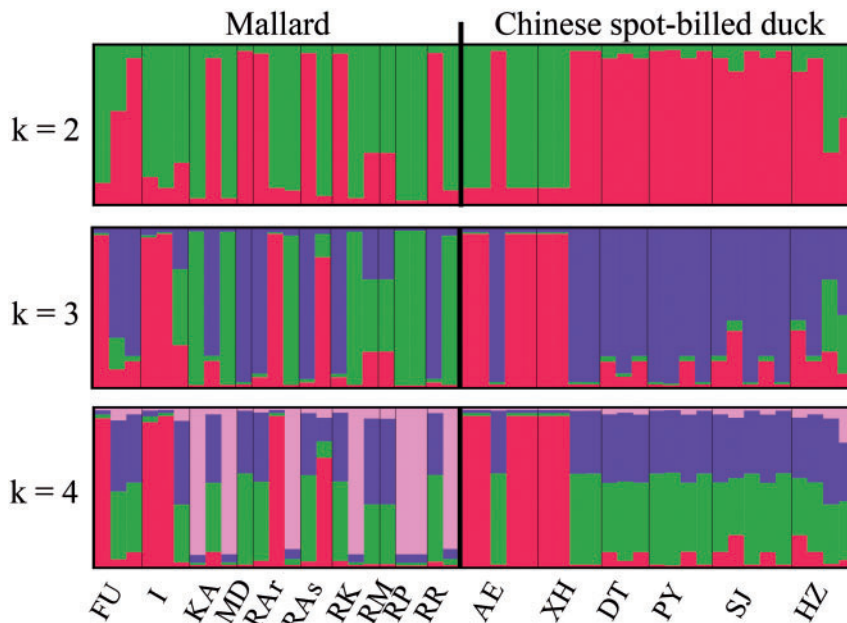 Mallard Chinese spot-billed duck
k = 2
k = 3
k = 4
FU I KA MD RAr RAs RK RM RP RR AE XH DT PY SJ HZ